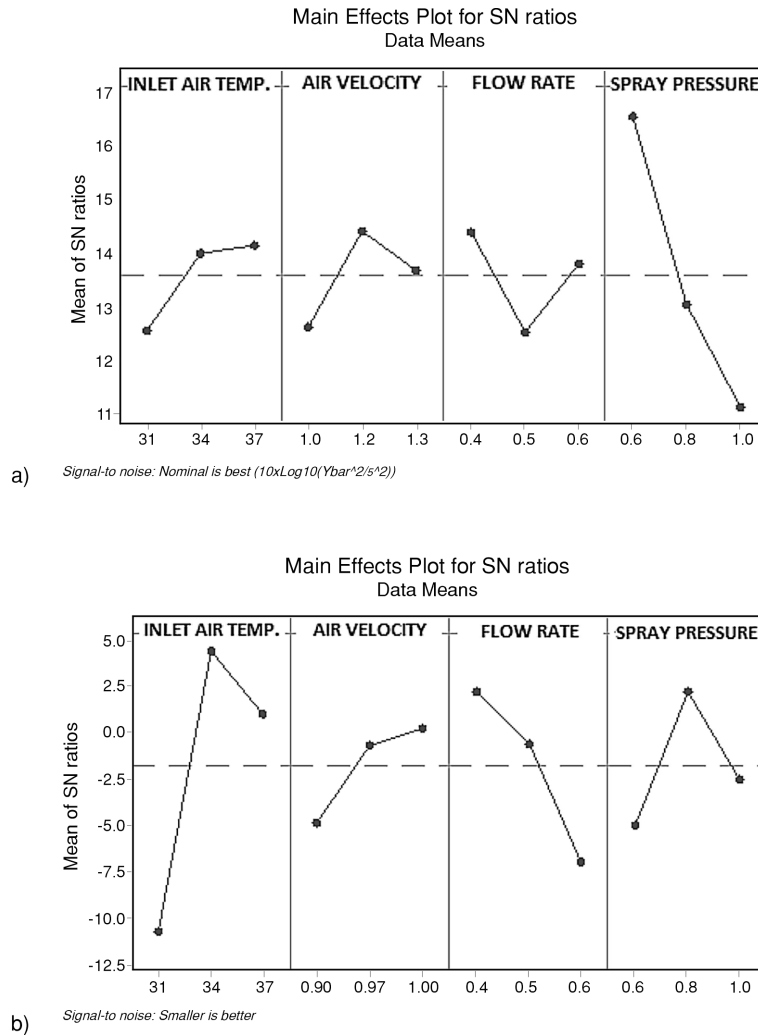 Main Effects Plot for SN ratios
Data Means
INLET AIR TEMP. AIR VELOCITY FLOW RATE SPRAY PRESSURE
Mean of SN ratios
17
16
15
14
13
12
11
31 34 37 1.0 1.2 1.3 0.4 0.5 0.6 0.6 0.8 1.0
a) Signal-to noise: Nominal is best (10xLog10(Ybar^2/s^2))
Main Effects Plot for SN ratios
Data Means
INLET AIR TEMP. AIR VELOCITY FLOW RATE SPRAY PRESSURE
Mean of SN ratios
5.0
2.5
0.0
-2.5
-5.0
-7.5
-10.0
-12.5
31 34 37 0.90 0.97 1.00 0.4 0.5 0.6 0.6 0.8 1.0
b) Signal-to noise: Smaller is better